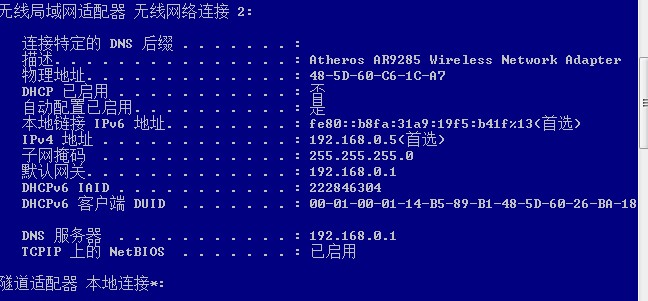 无线局域网适配器 无线网络连接 2:
连接特定的 DNS 后缀 . . . . . . . :
描述. . . . . . . . . . . . . . . : Atheros AR9285 Wireless Network Adapter
物理地址. . . . . . . . . . . . . : 48-5D-60-C6-1C-A7
DHCP 已启用 . . . . . . . . . . . : 否
自动配置已启用. . . . . . . . . . : 是
本地链接 IPv6 地址. . . . . . . . : fe80::b8fa:31a9:19f5:b41f%13(首选)
IPv4 地址 . . . . . . . . . . . . : 192.168.0.5(首选)
子网掩码 . . . . . . . . . . . . : 255.255.255.0
默认网关. . . . . . . . . . . . . : 192.168.0.1
DHCPv6 IAID . . . . . . . . . . . : 222846304
DHCPv6 客户端 DUID . . . . . . . : 00-01-00-01-14-B5-89-B1-48-5D-60-26-BA-18
DNS 服务器 . . . . . . . . . . . : 192.168.0.1
TCPIP 上的 NetBIOS . . . . . . . : 已启用
隧道适配器 本地连接*: